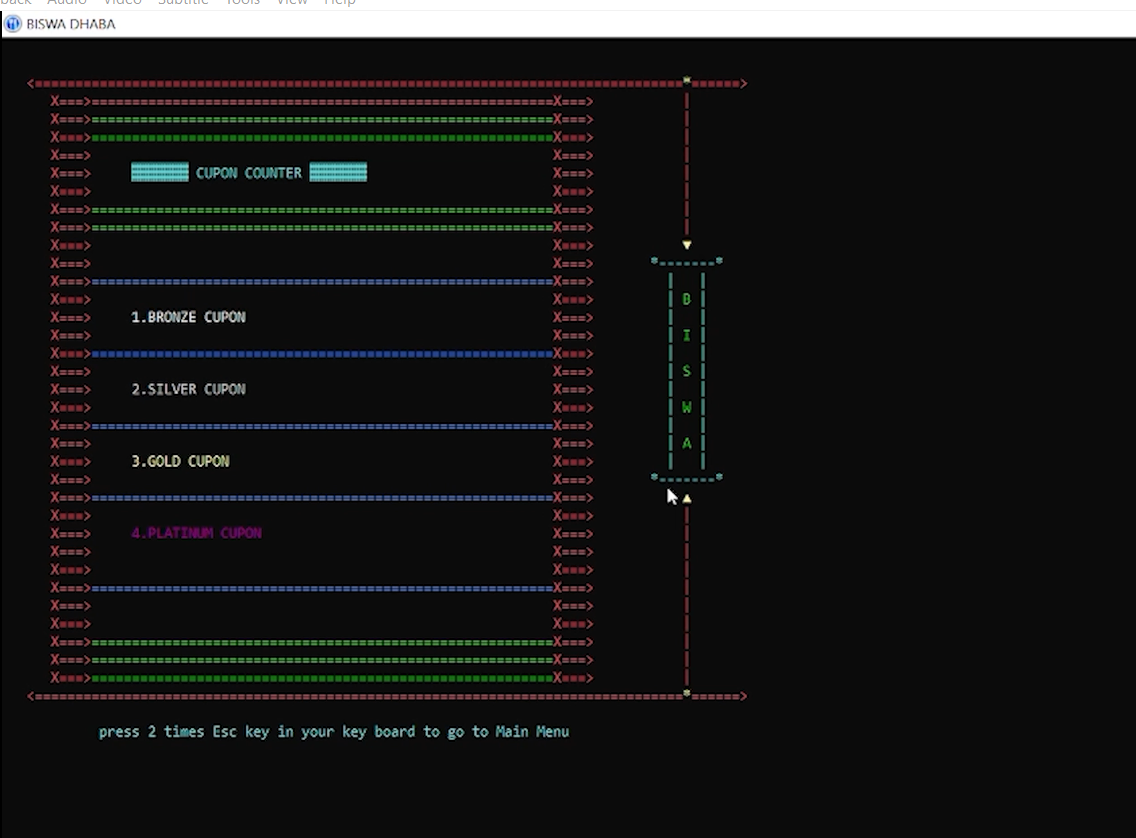 back Audio Video Subtitle Tools View Help
BISWA DHABA
CUPON COUNTER
1.BRONZE CUPON
2.SILVER CUPON
3.GOLD CUPON
4.PLATINUM CUPON
B
I
S
W
A
press 2 times Esc key in your key board to go to Main Menu